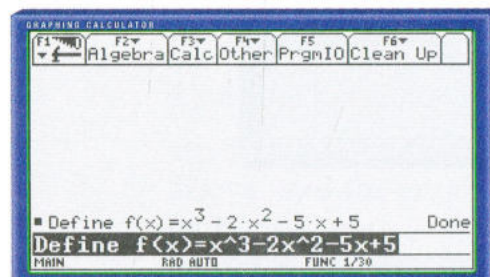 GRAPHING CALCULATOR
F1 F2 F3 F4 F5 F6
Algebra Calc Other PrgmIO Clean Up
▪ Define f(x)=x³-2·x²-5·x+5 Done
Define f(x)=x^3-2x^2-5x+5
MAIN RAD AUTO FUNC 1/30